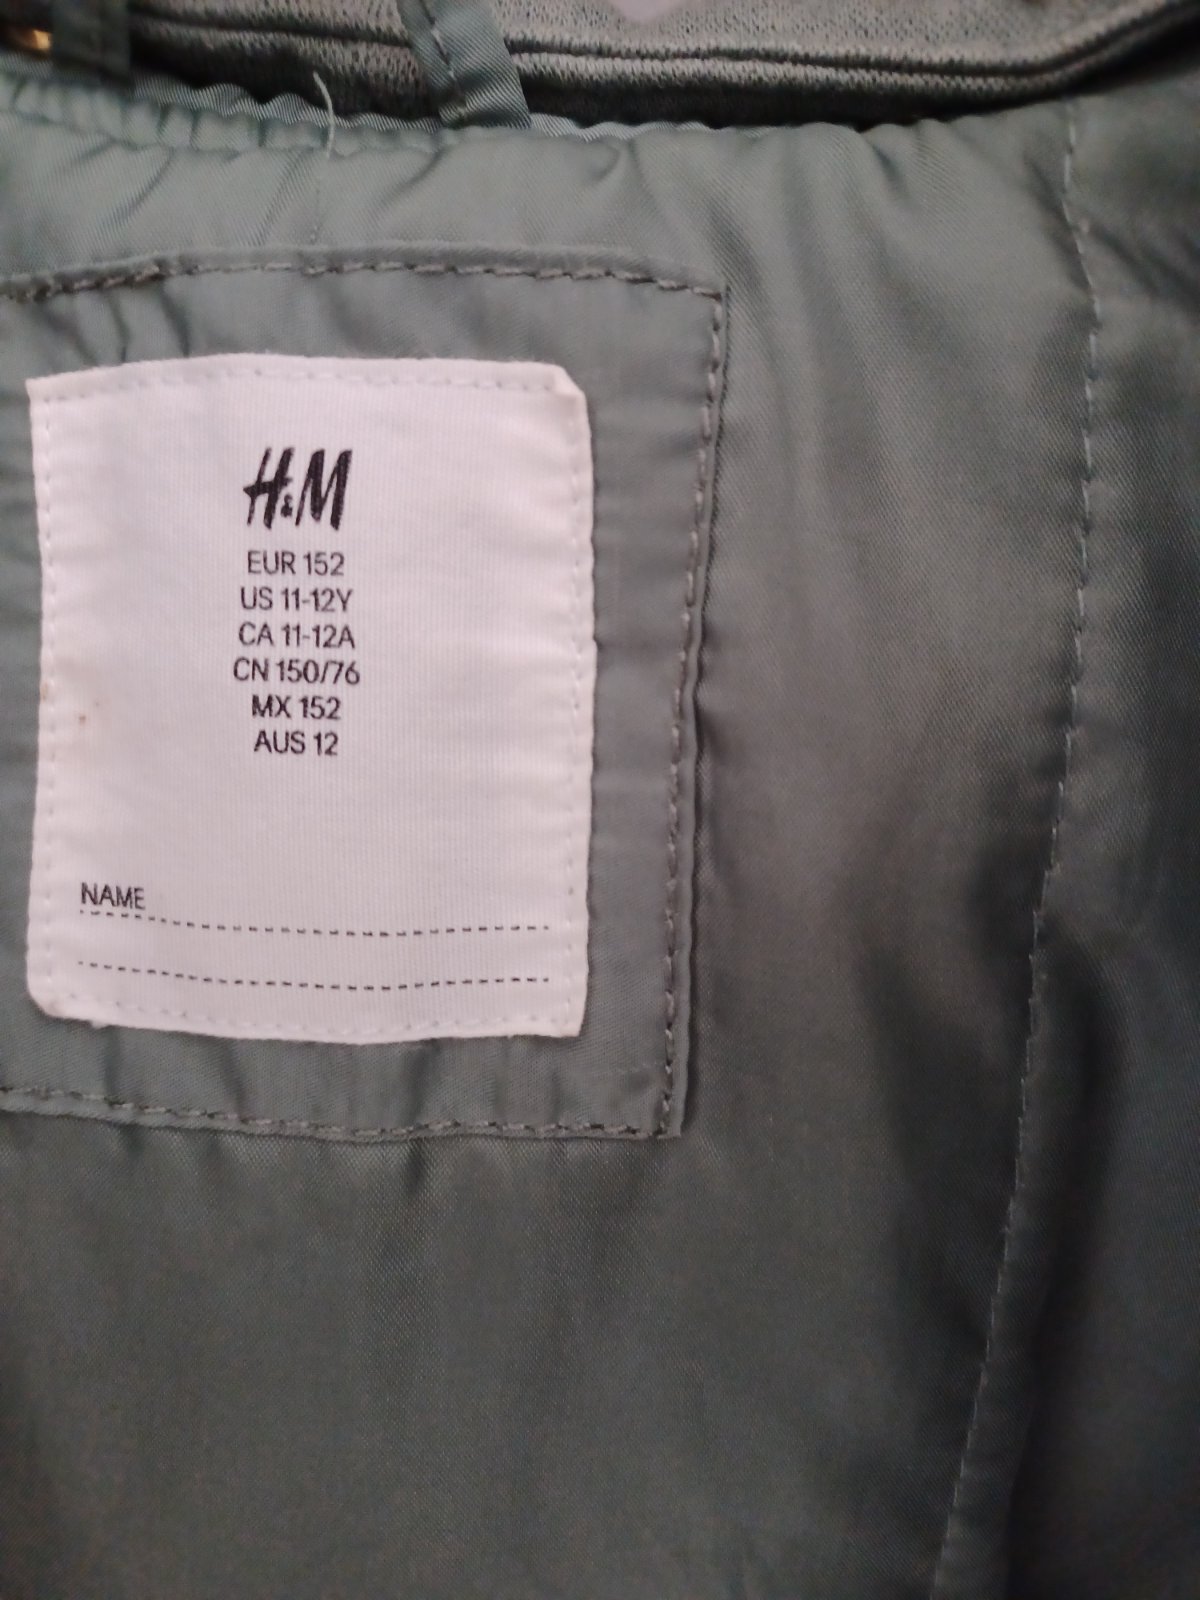 H&M
EUR 152
US 11-12Y
CA 11-12A
CN 150/76
MX 152
AUS 12
NAME